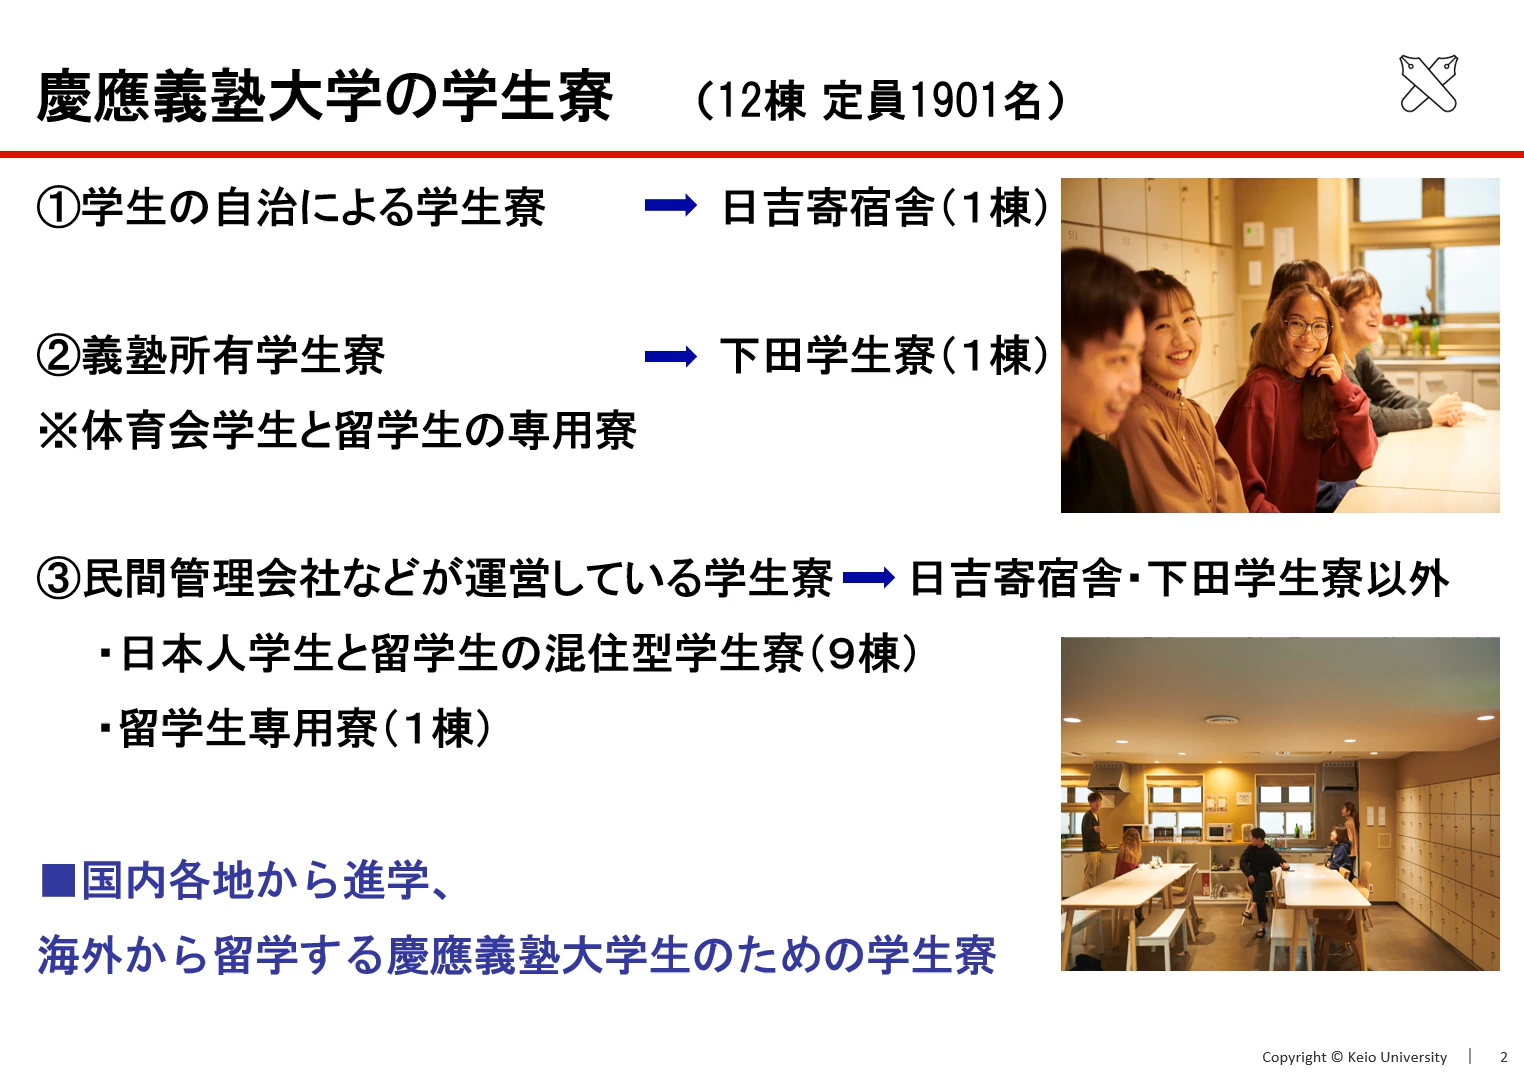 慶應義塾大学の学生寮　（12棟 定員1901名）
①学生の自治による学生寮　➡ 日吉寄宿舎（１棟）
②義塾所有学生寮　➡ 下田学生寮（１棟）
※体育会学生と留学生の専用寮
③民間管理会社などが運営している学生寮 ➡ 日吉寄宿舎・下田学生寮以外
・日本人学生と留学生の混住型学生寮（９棟）
・留学生専用寮（１棟）
■国内各地から進学、
海外から留学する慶應義塾大学生のための学生寮
Copyright © Keio University | 2